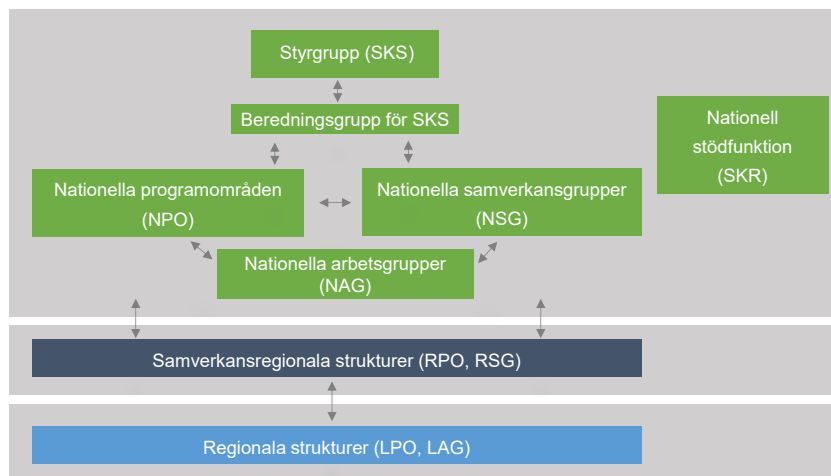 Styrgrupp (SKS)
Beredningsgrupp för SKS
Nationell
stödfunktion
(SKR)
Nationella programområden
(NPO)
Nationella samverkansgrupper
(NSG)
Nationella arbetsgrupper
(NAG)
Samverkansregionala strukturer (RPO, RSG)
Regionala strukturer (LPO, LAG)